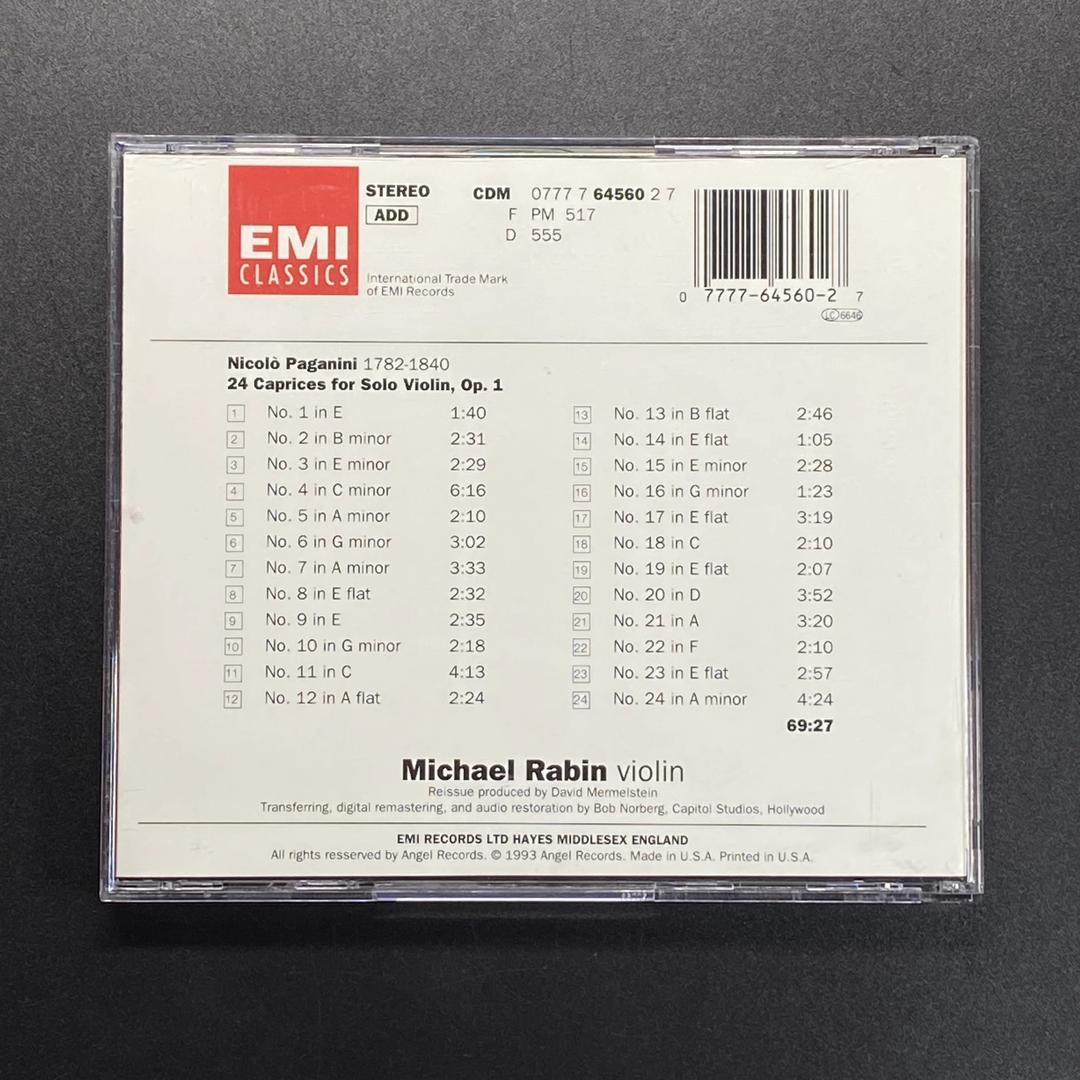 EMI
CLASSICS
STEREO
ADD
International Trade Mark
of EMI Records
CDM 0777 7 64560 2 7
F PM 517
D 555
0 7777-64560-2 7
LC 6646
Nicolò Paganini 1782-1840
24 Caprices for Solo Violin, Op. 1
1 No. 1 in E 1:40
2 No. 2 in B minor 2:31
3 No. 3 in E minor 2:29
4 No. 4 in C minor 6:16
5 No. 5 in A minor 2:10
6 No. 6 in G minor 3:02
7 No. 7 in A minor 3:33
8 No. 8 in E flat 2:32
9 No. 9 in E 2:35
10 No. 10 in G minor 2:18
11 No. 11 in C 4:13
12 No. 12 in A flat 2:24
13 No. 13 in B flat 2:46
14 No. 14 in E flat 1:05
15 No. 15 in E minor 2:28
16 No. 16 in G minor 1:23
17 No. 17 in E flat 3:19
18 No. 18 in C 2:10
19 No. 19 in E flat 2:07
20 No. 20 in D 3:52
21 No. 21 in A 3:20
22 No. 22 in F 2:10
23 No. 23 in E flat 2:57
24 No. 24 in A minor 4:24
69:27
Michael Rabin violin
Reissue produced by David Mermelstein
Transferring, digital remastering, and audio restoration by Bob Norberg, Capitol Studios, Hollywood
EMI RECORDS LTD HAYES MIDDLESEX ENGLAND
All rights resserved by Angel Records. © 1993 Angel Records. Made in U.S.A. Printed in U.S.A.